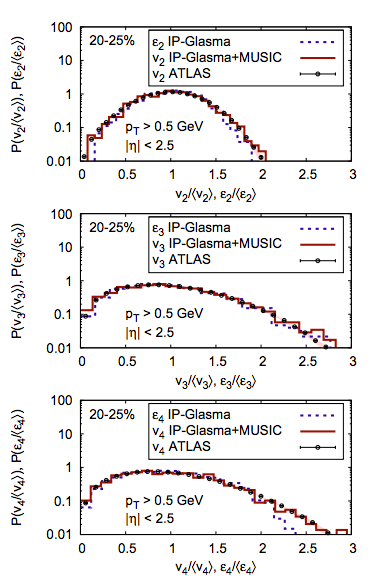 P(v₂/⟨v₂⟩), P(ε₂/⟨ε₂⟩)
100
10
1
0.1
0.01
20-25%
ε₂ IP-Glasma
v₂ IP-Glasma+MUSIC
v₂ ATLAS
p_T > 0.5 GeV
|η| < 2.5
0 0.5 1 1.5 2 2.5 3
v₂/⟨v₂⟩, ε₂/⟨ε₂⟩
P(v₃/⟨v₃⟩), P(ε₃/⟨ε₃⟩)
100
10
1
0.1
0.01
20-25%
ε₃ IP-Glasma
v₃ IP-Glasma+MUSIC
v₃ ATLAS
p_T > 0.5 GeV
|η| < 2.5
0 0.5 1 1.5 2 2.5 3
v₃/⟨v₃⟩, ε₃/⟨ε₃⟩
P(v₄/⟨v₄⟩), P(ε₄/⟨ε₄⟩)
100
10
1
0.1
0.01
20-25%
ε₄ IP-Glasma
v₄ IP-Glasma+MUSIC
v₄ ATLAS
p_T > 0.5 GeV
|η| < 2.5
0 0.5 1 1.5 2 2.5 3
v₄/⟨v₄⟩, ε₄/⟨ε₄⟩